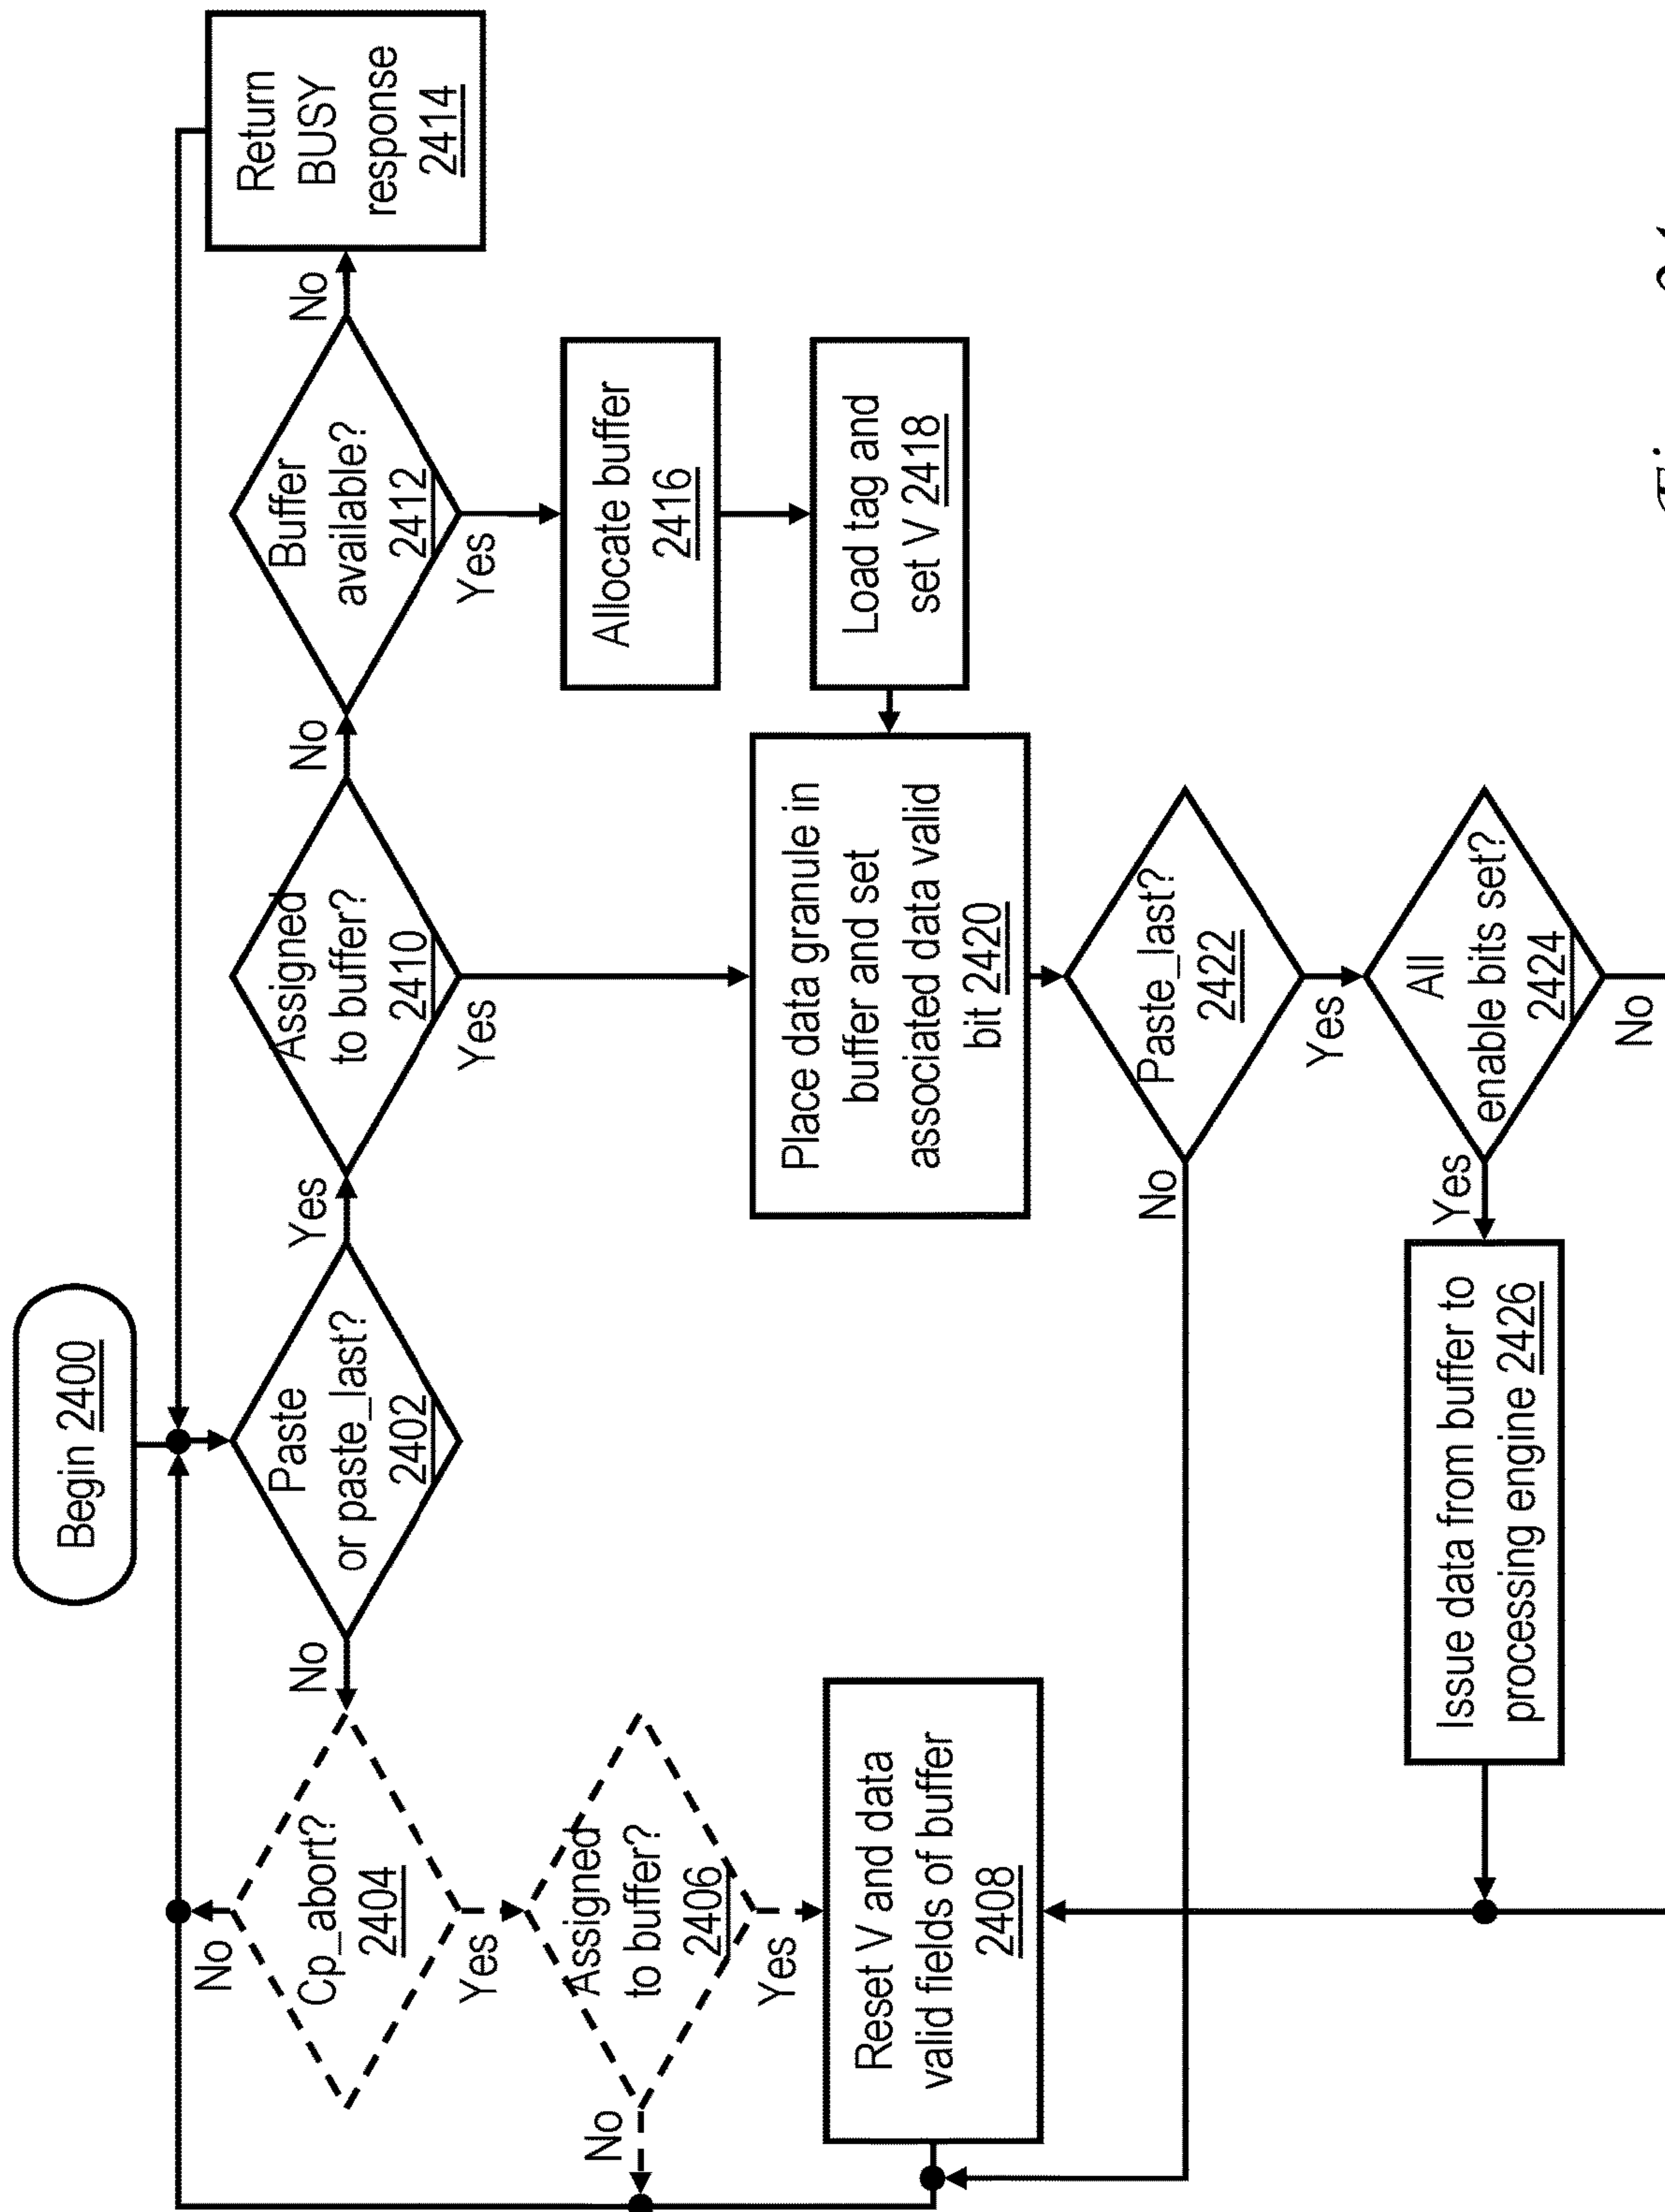 Begin 2400
Paste
or paste_last?
2402
No
Yes
Cp_abort?
2404
No
Yes
Assigned
to buffer?
2406
No
Yes
Reset V and data
valid fields of buffer
2408
Assigned
to buffer?
2410
No
Yes
Buffer
available?
2412
No
Yes
Return
BUSY
response
2414
Allocate buffer
2416
Load tag and
set V 2418
Place data granule in
buffer and set
associated data valid
bit 2420
Paste_last?
2422
No
Yes
All
enable bits set?
2424
Yes
No
Issue data from buffer to
processing engine 2426